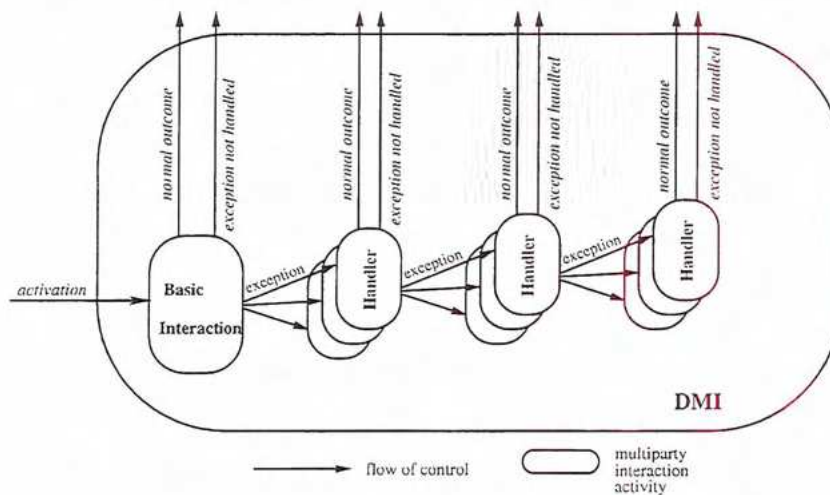 normal outcome
exception not handled
normal outcome
exception not handled
normal outcome
exception not handled
normal outcome
exception not handled
activation
Basic
Interaction
exception
Handler
exception
Handler
exception
Handler
DMI
flow of control
multiparty
interaction
activity